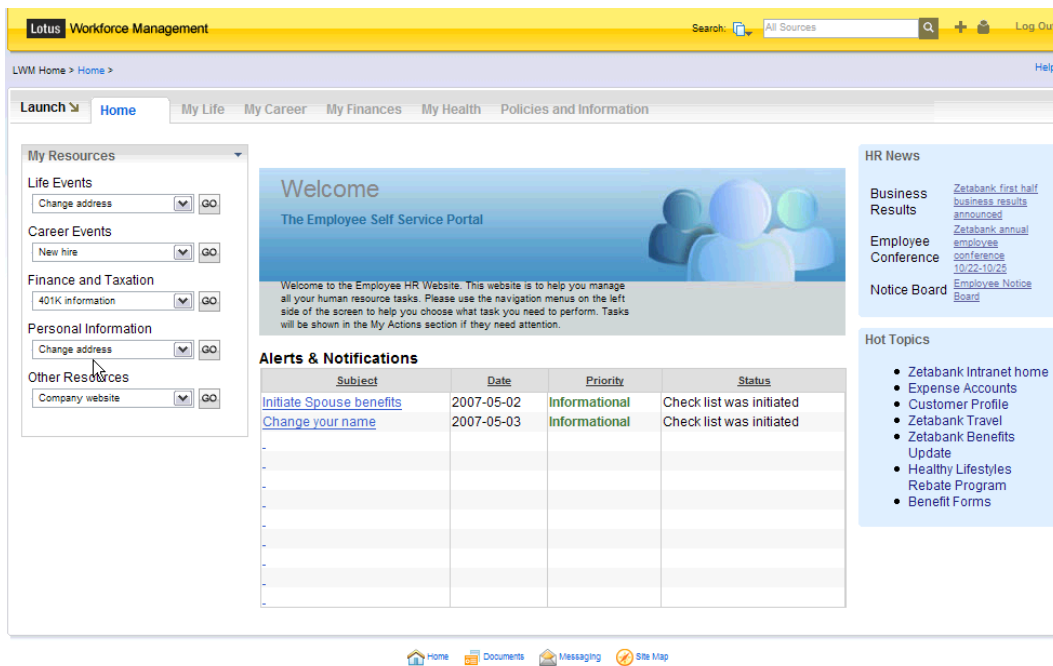 Lotus Workforce Management
Search:
All Sources
LWM Home > Home >
Launch
Home
My Life
My Career
My Finances
My Health
Policies and Information
My Resources
Life Events
Change address
GO
Career Events
New hire
GO
Finance and Taxation
401K information
GO
Personal Information
Change address
GO
Other Resources
Company website
GO
Welcome
The Employee Self Service Portal
Welcome to the Employee HR Website. This website is to help you manage
all your human resource tasks. Please use the navigation menus on the left
side of the screen to help you choose what task you need to perform. Tasks
will be shown in the My Actions section if they need attention.
Alerts & Notifications
Subject Date Priority Status
Initiate Spouse benefits 2007-05-02 Informational Check list was initiated
Change your name 2007-05-03 Informational Check list was initiated
-
-
-
-
-
-
-
-
-
HR News
Business
Results
Zetabank first half
business results
announced
Employee
Conference
Zetabank annual
employee
conference
10/22-10/25
Notice Board
Employee Notice
Board
Hot Topics
Zetabank Intranet home
Expense Accounts
Customer Profile
Zetabank Travel
Zetabank Benefits
Update
Healthy Lifestyles
Rebate Program
Benefit Forms
Home
Documents
Messaging
Site Map